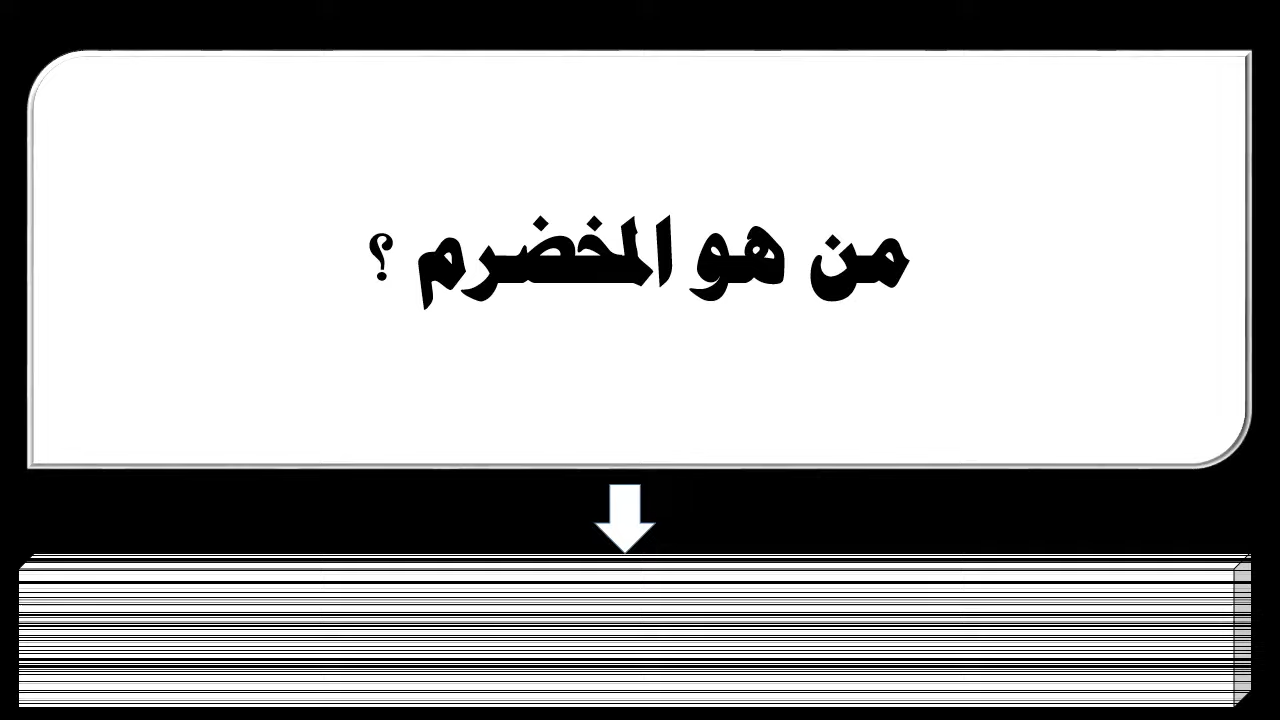 من هو المخضرم ؟